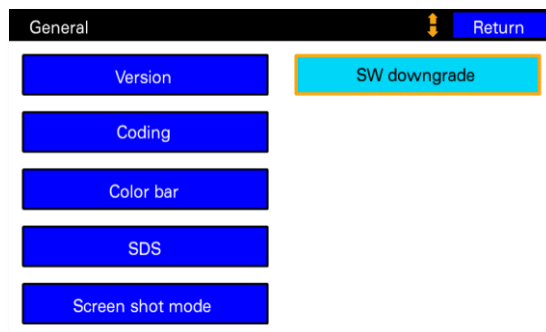 General
Return
Version
SW downgrade
Coding
Color bar
SDS
Screen shot mode